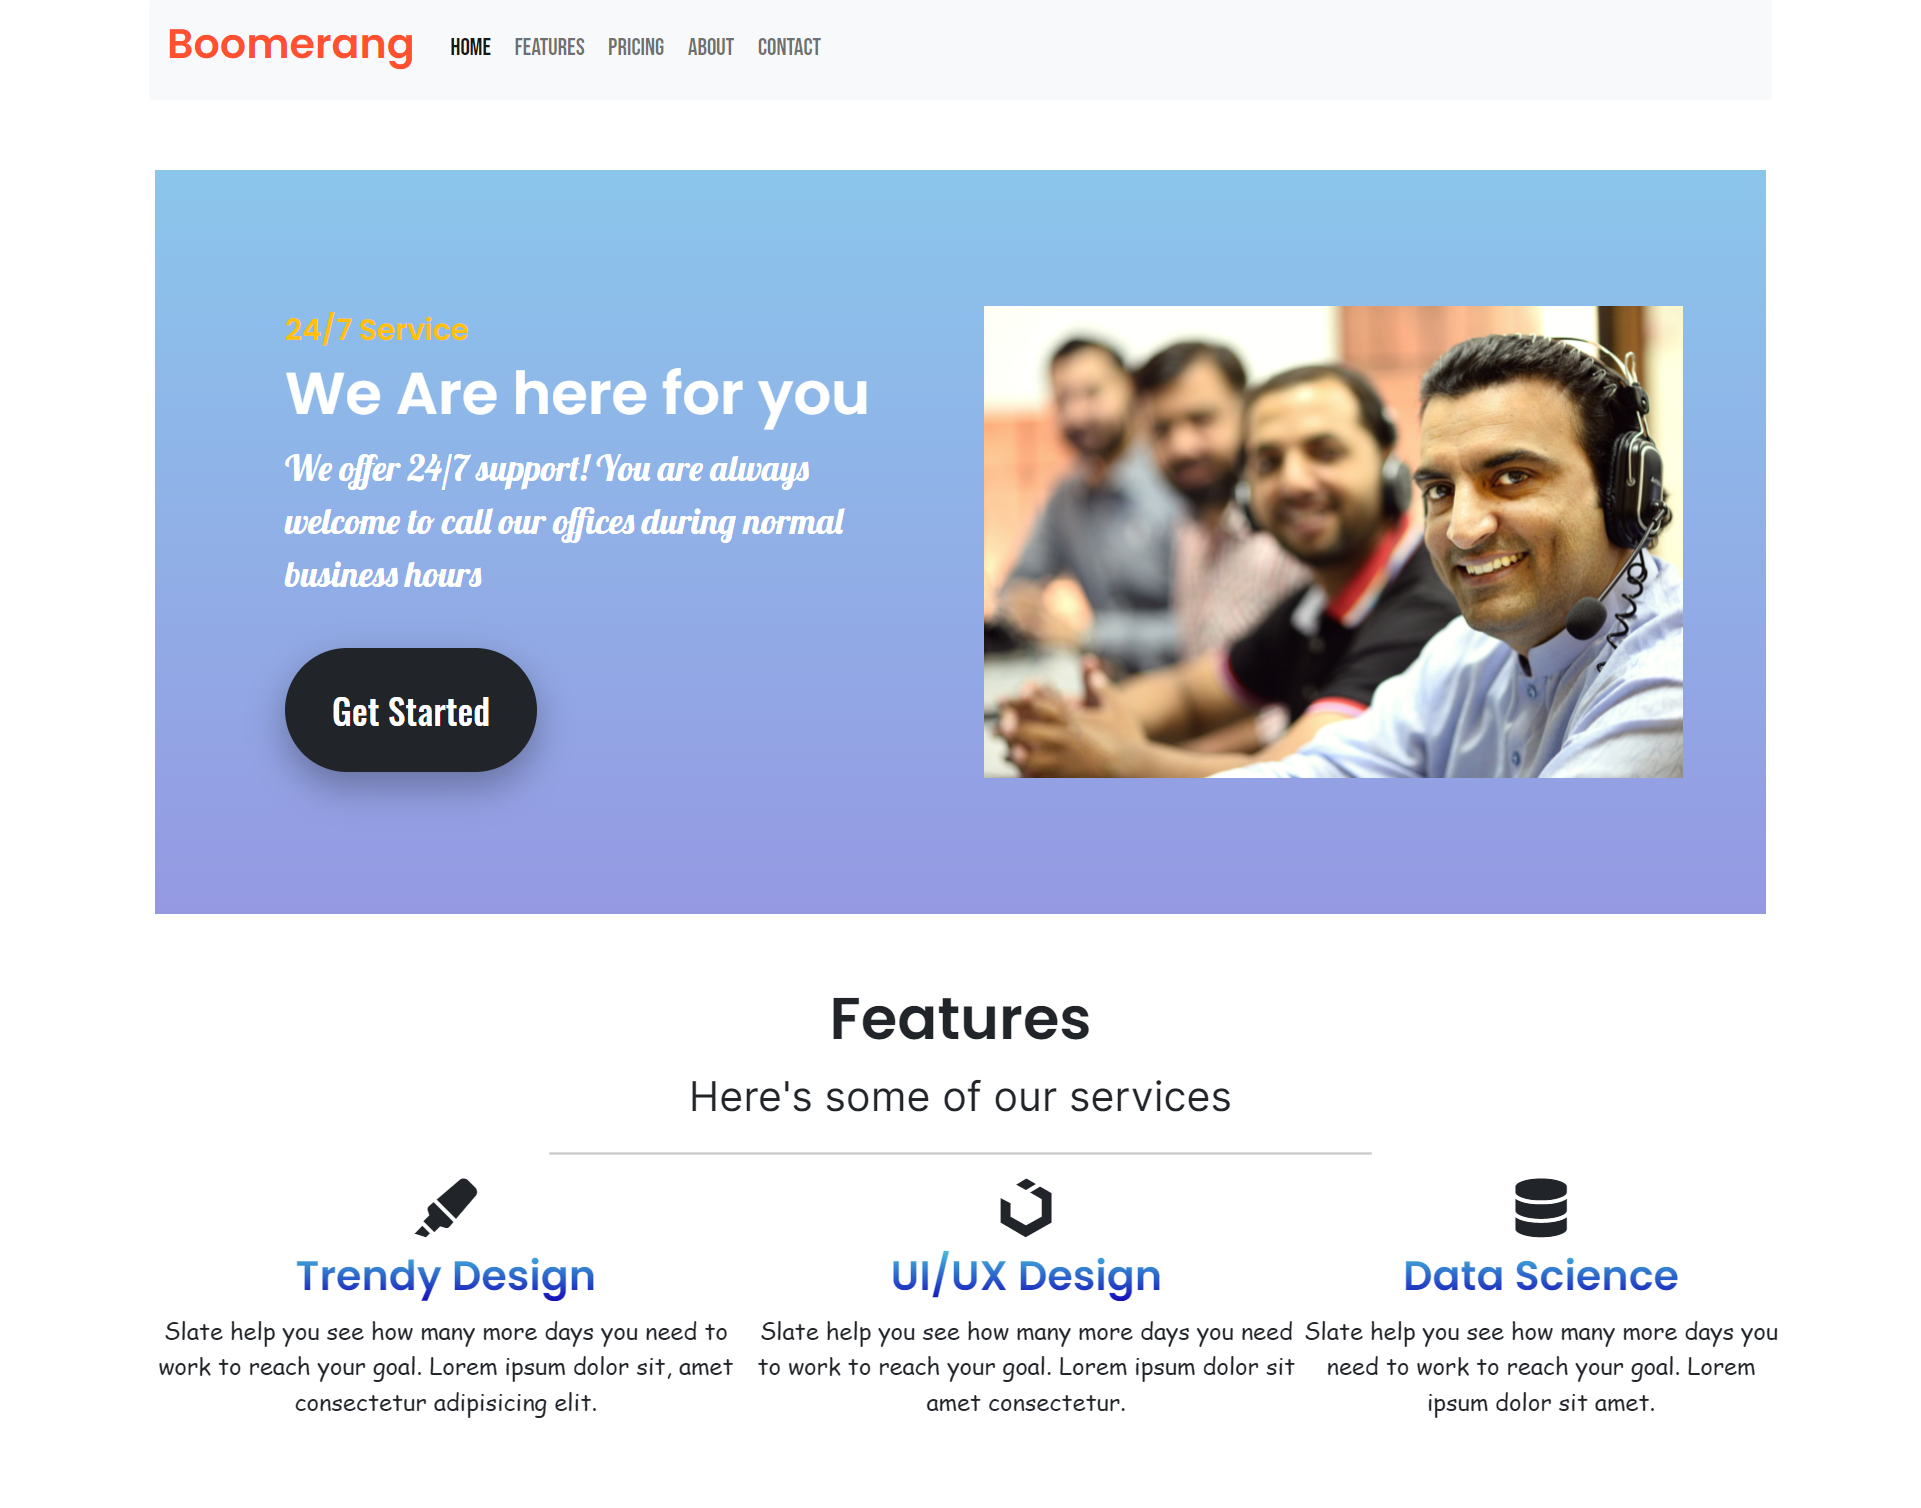 Boomerang
HOME FEATURES PRICING ABOUT CONTACT
24/7 Service
We Are here for you
We offer 24/7 support! You are always
welcome to call our offices during normal
business hours
Get Started
Features
Here's some of our services
Trendy Design
Slate help you see how many more days you need to
work to reach your goal. Lorem ipsum dolor sit, amet
consectetur adipisicing elit.
UI/UX Design
Slate help you see how many more days you need
to work to reach your goal. Lorem ipsum dolor sit
amet consectetur.
Data Science
Slate help you see how many more days you
need to work to reach your goal. Lorem
ipsum dolor sit amet.